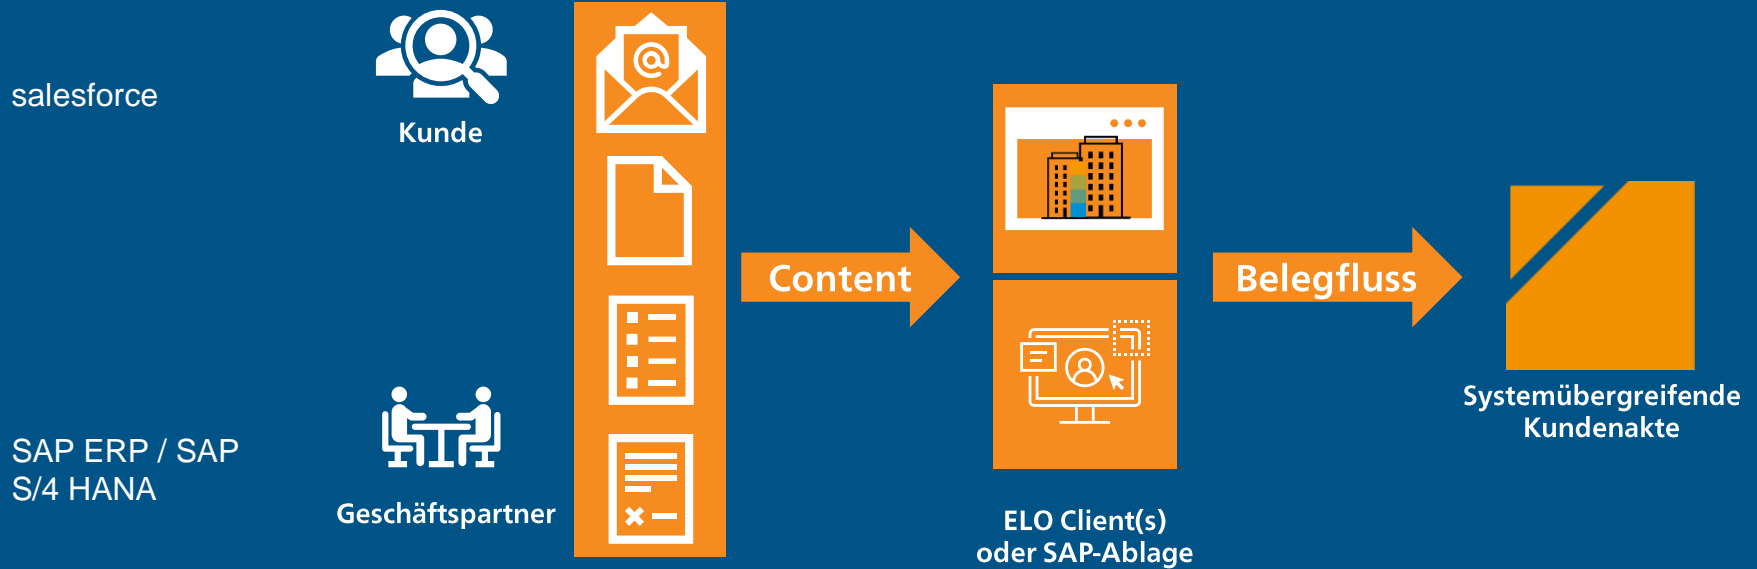 salesforce
Kunde
SAP ERP / SAP
S/4 HANA
Geschäftspartner
@
Content
ELO Client(s)
oder SAP-Ablage
Belegfluss
Systemübergreifende
Kundenakte